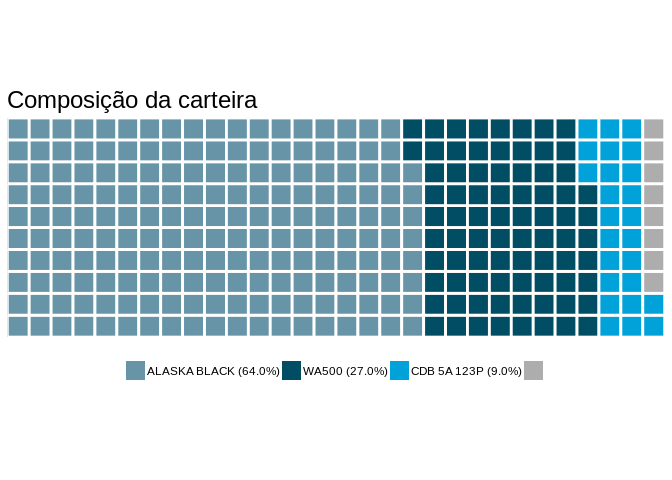 Composição da carteira
ALASKA BLACK (64.0%) WA500 (27.0%) CDB 5A 123P (9.0%)